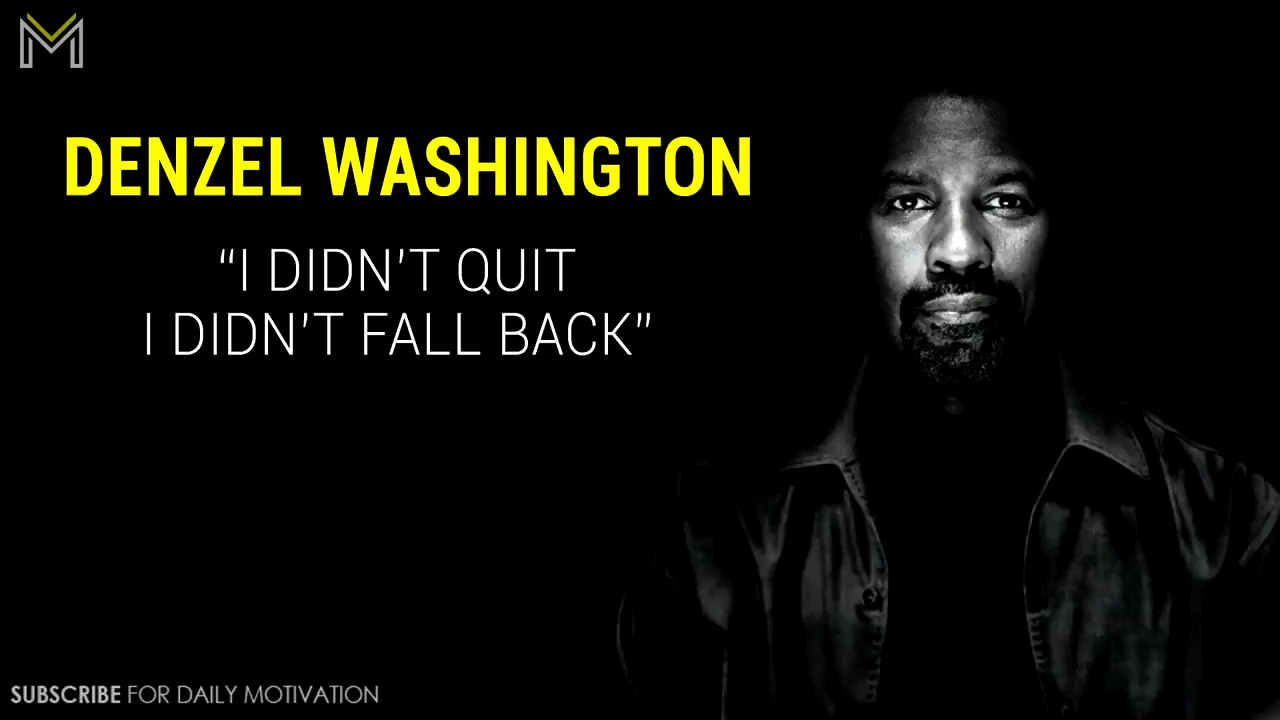 DENZEL WASHINGTON
“I DIDN’T QUIT
I DIDN’T FALL BACK”
SUBSCRIBE FOR DAILY MOTIVATION